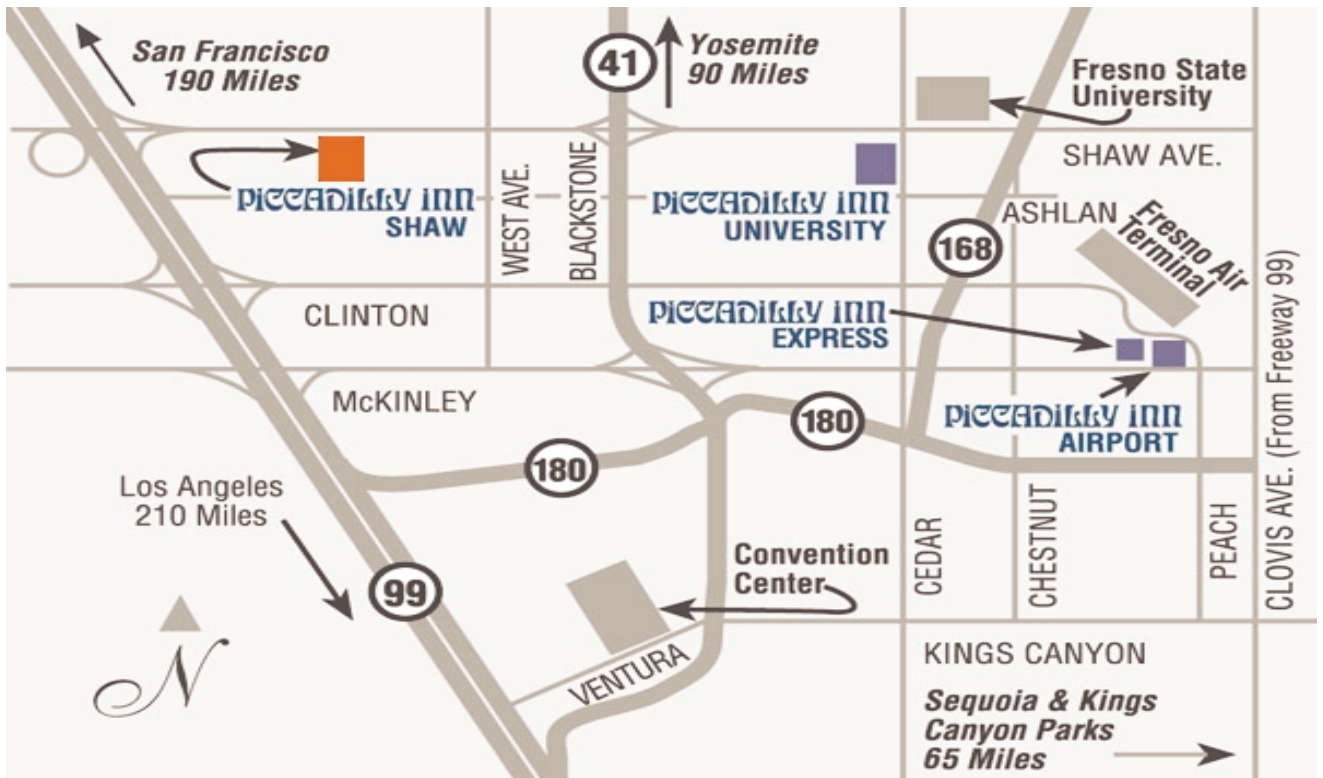 San Francisco
190 Miles
41
Yosemite
90 Miles
Fresno State
University
SHAW AVE.
PiCCADiLLY iNN
SHAW
WEST AVE.
BLACKSTONE
PiCCADiLLY iNN
UNIVERSITY
ASHLAN
168
Fresno Air
Terminal
CLINTON
PiCCADiLLY iNN
EXPRESS
McKINLEY
180
180
PiCCADiLLY iNN
AIRPORT
CLOVIS AVE. (From Freeway 99)
Los Angeles
210 Miles
99
Convention
Center
CEDAR
CHESTNUT
PEACH
N
VENTURA
KINGS CANYON
Sequoia & Kings
Canyon Parks
65 Miles